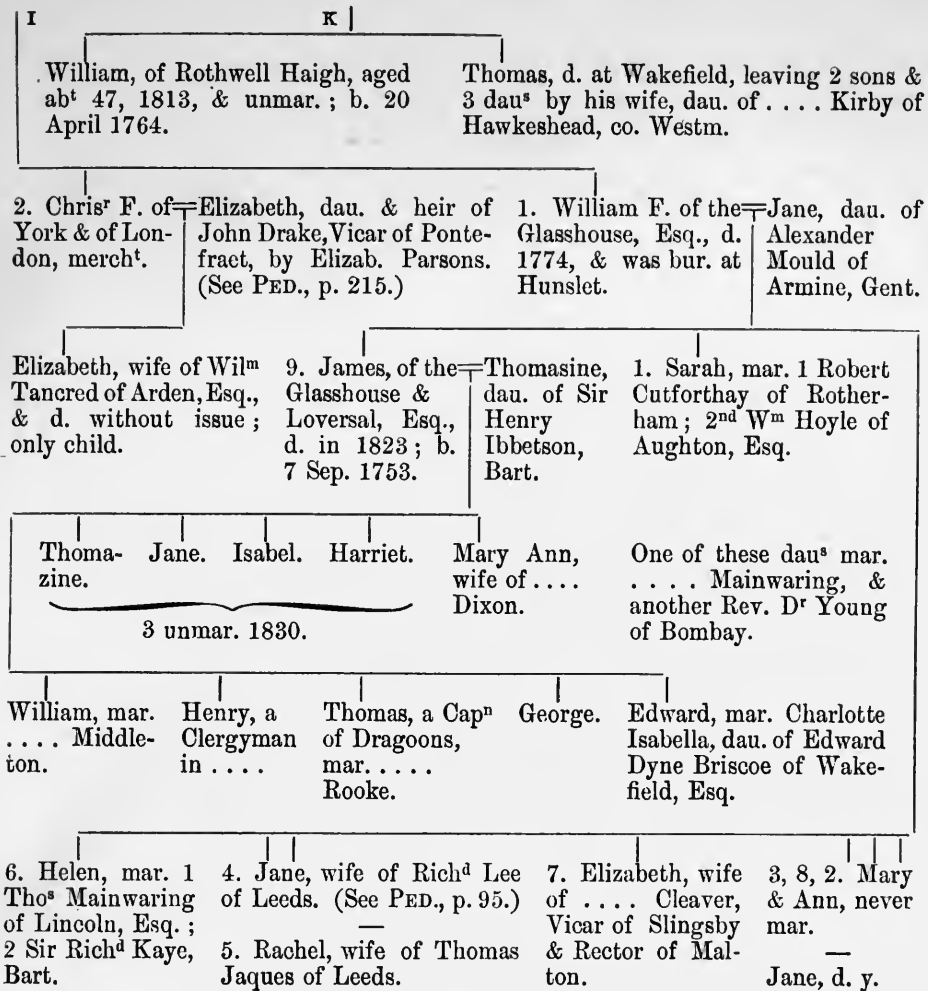 I K
William, of Rothwell Haigh, aged
abᵗ 47, 1813, & unmar.; b. 20
April 1764.
Thomas, d. at Wakefield, leaving 2 sons &
3 dauˢ by his wife, dau. of .... Kirby of
Hawkeshead, co. Westm.
2. Chrisʳ F. of
York & of Lon-
don, merchᵗ.
Elizabeth, dau. & heir of
John Drake, Vicar of Ponte-
fract, by Elizab. Parsons.
(See PED., p. 215.)
1. William F. of the
Glasshouse, Esq., d.
1774, & was bur. at
Hunslet.
Jane, dau. of
Alexander
Mould of
Armine, Gent.
Elizabeth, wife of Wilᵐ
Tancred of Arden, Esq.,
& d. without issue;
only child.
9. James, of the
Glasshouse &
Loversal, Esq.,
d. in 1823; b.
7 Sep. 1753.
Thomasine,
dau. of Sir
Henry
Ibbetson,
Bart.
1. Sarah, mar. 1 Robert
Cutforthay of Rother-
ham; 2ⁿᵈ Wᵐ Hoyle of
Aughton, Esq.
Thoma-
zine.
Jane. Isabel. Harriet.
3 unmar. 1830.
Mary Ann,
wife of ....
Dixon.
One of these dauˢ mar.
.... Mainwaring, &
another Rev. Dʳ Young
of Bombay.
William, mar.
.... Middle-
ton.
Henry, a
Clergyman
in ....
Thomas, a Capⁿ
of Dragoons,
mar.....
Rooke.
George.
Edward, mar. Charlotte
Isabella, dau. of Edward
Dyne Briscoe of Wake-
field, Esq.
6. Helen, mar. 1
Thoˢ Mainwaring
of Lincoln, Esq.;
2 Sir Richᵈ Kaye,
Bart.
4. Jane, wife of Richᵈ Lee
of Leeds. (See PED., p. 95.)
—
5. Rachel, wife of Thomas
Jaques of Leeds.
7. Elizabeth, wife
of .... Cleaver,
Vicar of Slingsby
& Rector of Mal-
ton.
3, 8, 2. Mary
& Ann, never
mar.
—
Jane, d. y.